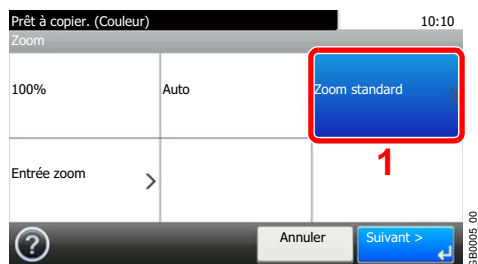 Prêt à copier. (Couleur) 10:10
Zoom
100% Auto Zoom standard
1
Entrée zoom
? Annuler Suivant >
GB0005_00